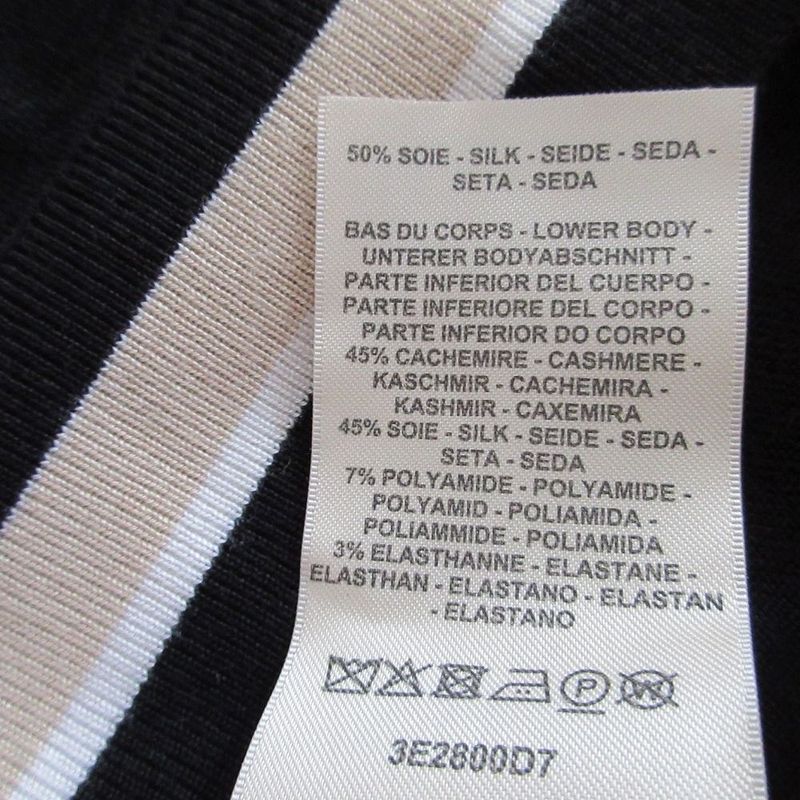 50% SOIE - SILK - SEIDE - SEDA -
SETA - SEDA
BAS DU CORPS - LOWER BODY -
UNTERER BODYABSCHNITT -
PARTE INFERIOR DEL CUERPO -
PARTE INFERIORE DEL CORPO -
PARTE INFERIOR DO CORPO
45% CACHEMIRE - CASHMERE -
KASCHMIR - CACHEMIRA -
KASHMIR - CAXEMIRA
45% SOIE - SILK - SEIDE - SEDA -
SETA - SEDA
7% POLYAMIDE - POLYAMIDE -
POLYAMID - POLIAMIDA -
POLIAMMIDE - POLIAMIDA
3% ELASTHANNE - ELASTANE -
ELASTHAN - ELASTANO - ELASTAN
- ELASTANO
P W
3E2800D7